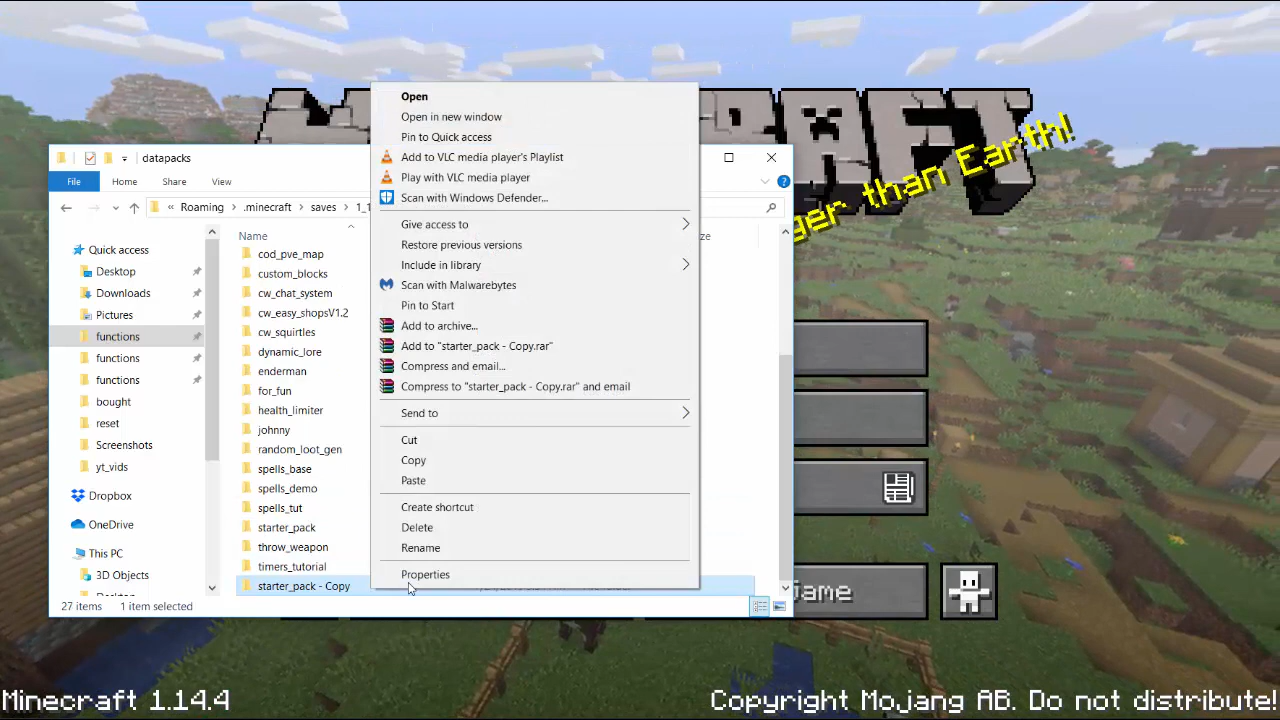 Open
Open in new window
Pin to Quick access
Add to VLC media player's Playlist
Play with VLC media player
Scan with Windows Defender...
Give access to
Restore previous versions
Include in library
Scan with Malwarebytes
Pin to Start
Add to archive...
Add to "starter_pack - Copy.rar"
Compress and email...
Compress to "starter_pack - Copy.rar" and email
Send to
Cut
Copy
Paste
Create shortcut
Delete
Rename
Properties
datapacks
File Home Share View
« Roaming > .minecraft > saves > 1_1
Name
Quick access
Desktop
Downloads
Pictures
functions
functions
functions
bought
reset
Screenshots
yt_vids
Dropbox
OneDrive
This PC
3D Objects
cod_pve_map
custom_blocks
cw_chat_system
cw_easy_shopsV1.2
cw_squirtles
dynamic_lore
enderman
for_fun
health_limiter
johnny
random_loot_gen
spells_base
spells_demo
spells_tut
starter_pack
throw_weapon
timers_tutorial
starter_pack - Copy
27 items 1 item selected
than Earth!
Minecraft 1.14.4
Copyright Mojang AB. Do not distribute!